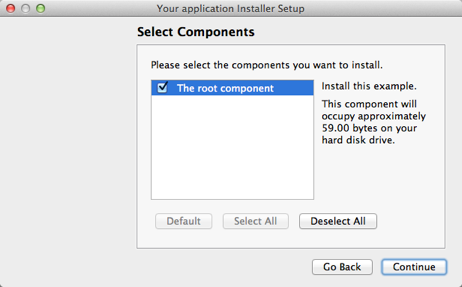 Your application Installer Setup
Select Components
Please select the components you want to install.
The root component
Install this example.
This component will
occupy approximately
59.00 bytes on your
hard disk drive.
Default
Select All
Deselect All
Go Back
Continue